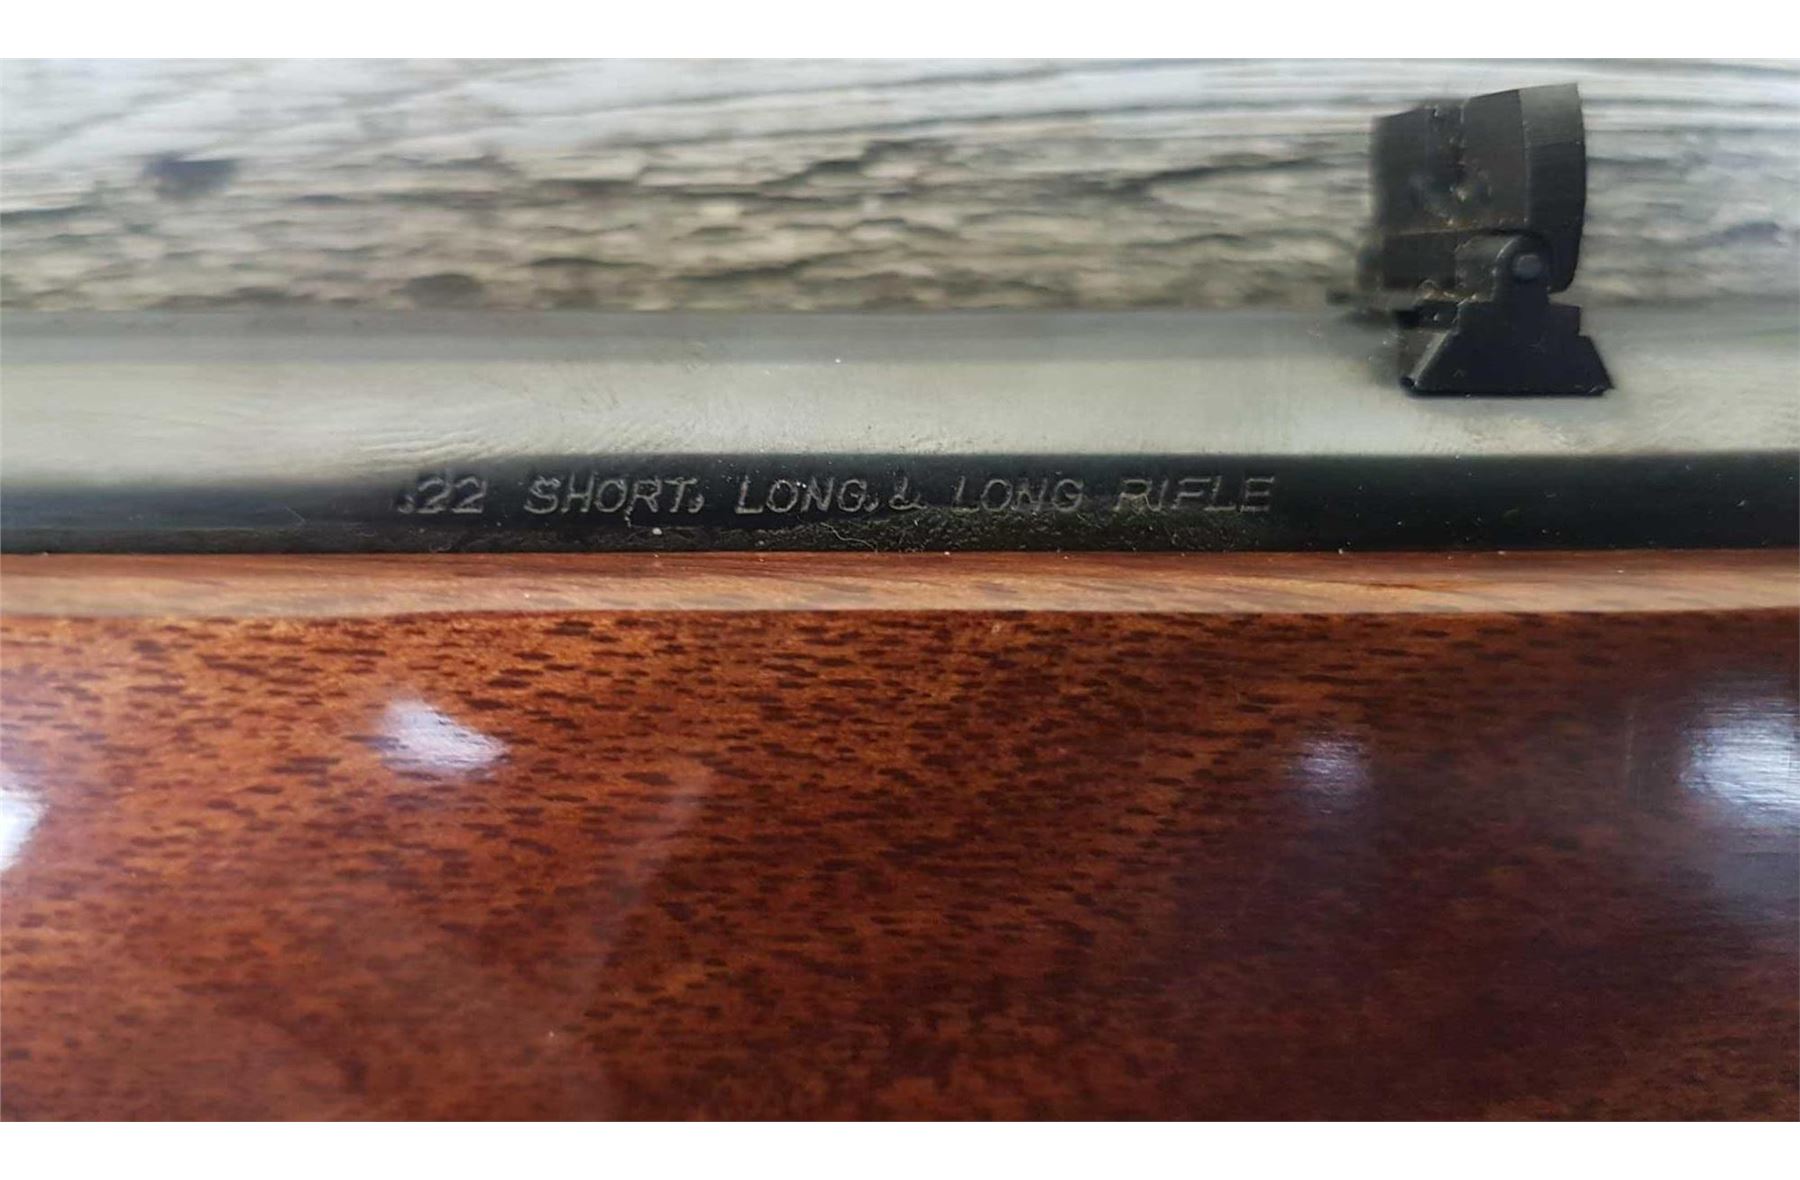 .22 SHORT, LONG, & LONG RIFLE